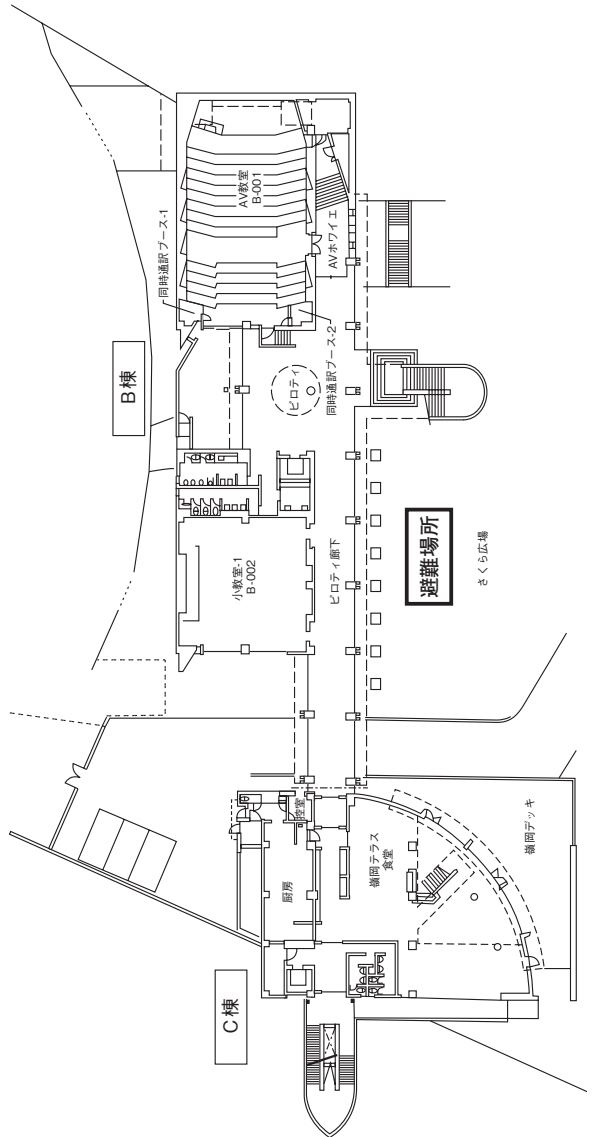 B棟
同時通訳ブース-1
AV教室
B-001
AVホワイエ
ピロティ
同時通訳ブース-2
小教室-1
B-002
ピロティ廊下
避難場所
さくら広場
C棟
控室
厨房
嶺岡テラス
食堂
嶺岡デッキ